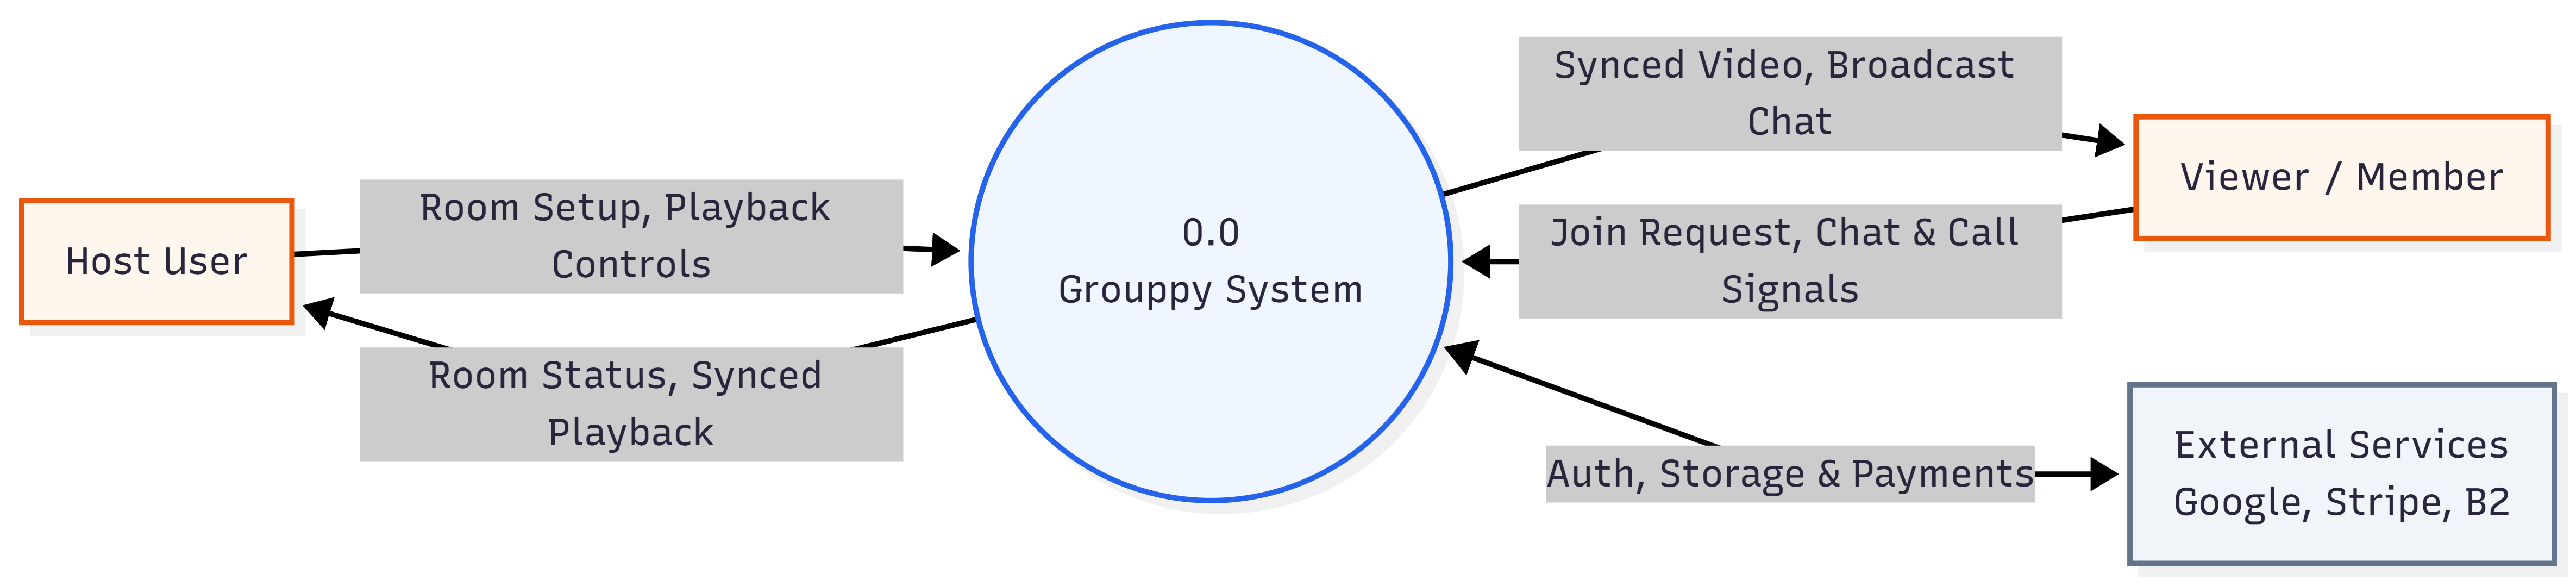 Host User
Room Setup, Playback
Controls
Room Status, Synced
Playback
0.0
Grouppy System
Synced Video, Broadcast
Chat
Join Request, Chat & Call
Signals
Auth, Storage & Payments
Viewer / Member
External Services
Google, Stripe, B2